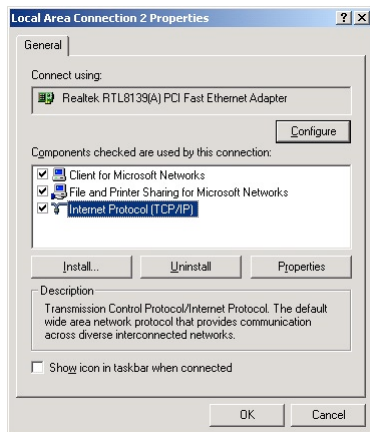 Local Area Connection 2 Properties
General
Connect using:
Realtek RTL8139(A) PCI Fast Ethernet Adapter
Configure
Components checked are used by this connection:
Client for Microsoft Networks
File and Printer Sharing for Microsoft Networks
Internet Protocol (TCP/IP)
Install... Uninstall Properties
Description
Transmission Control Protocol/Internet Protocol. The default
wide area network protocol that provides communication
across diverse interconnected networks.
Show icon in taskbar when connected
OK Cancel